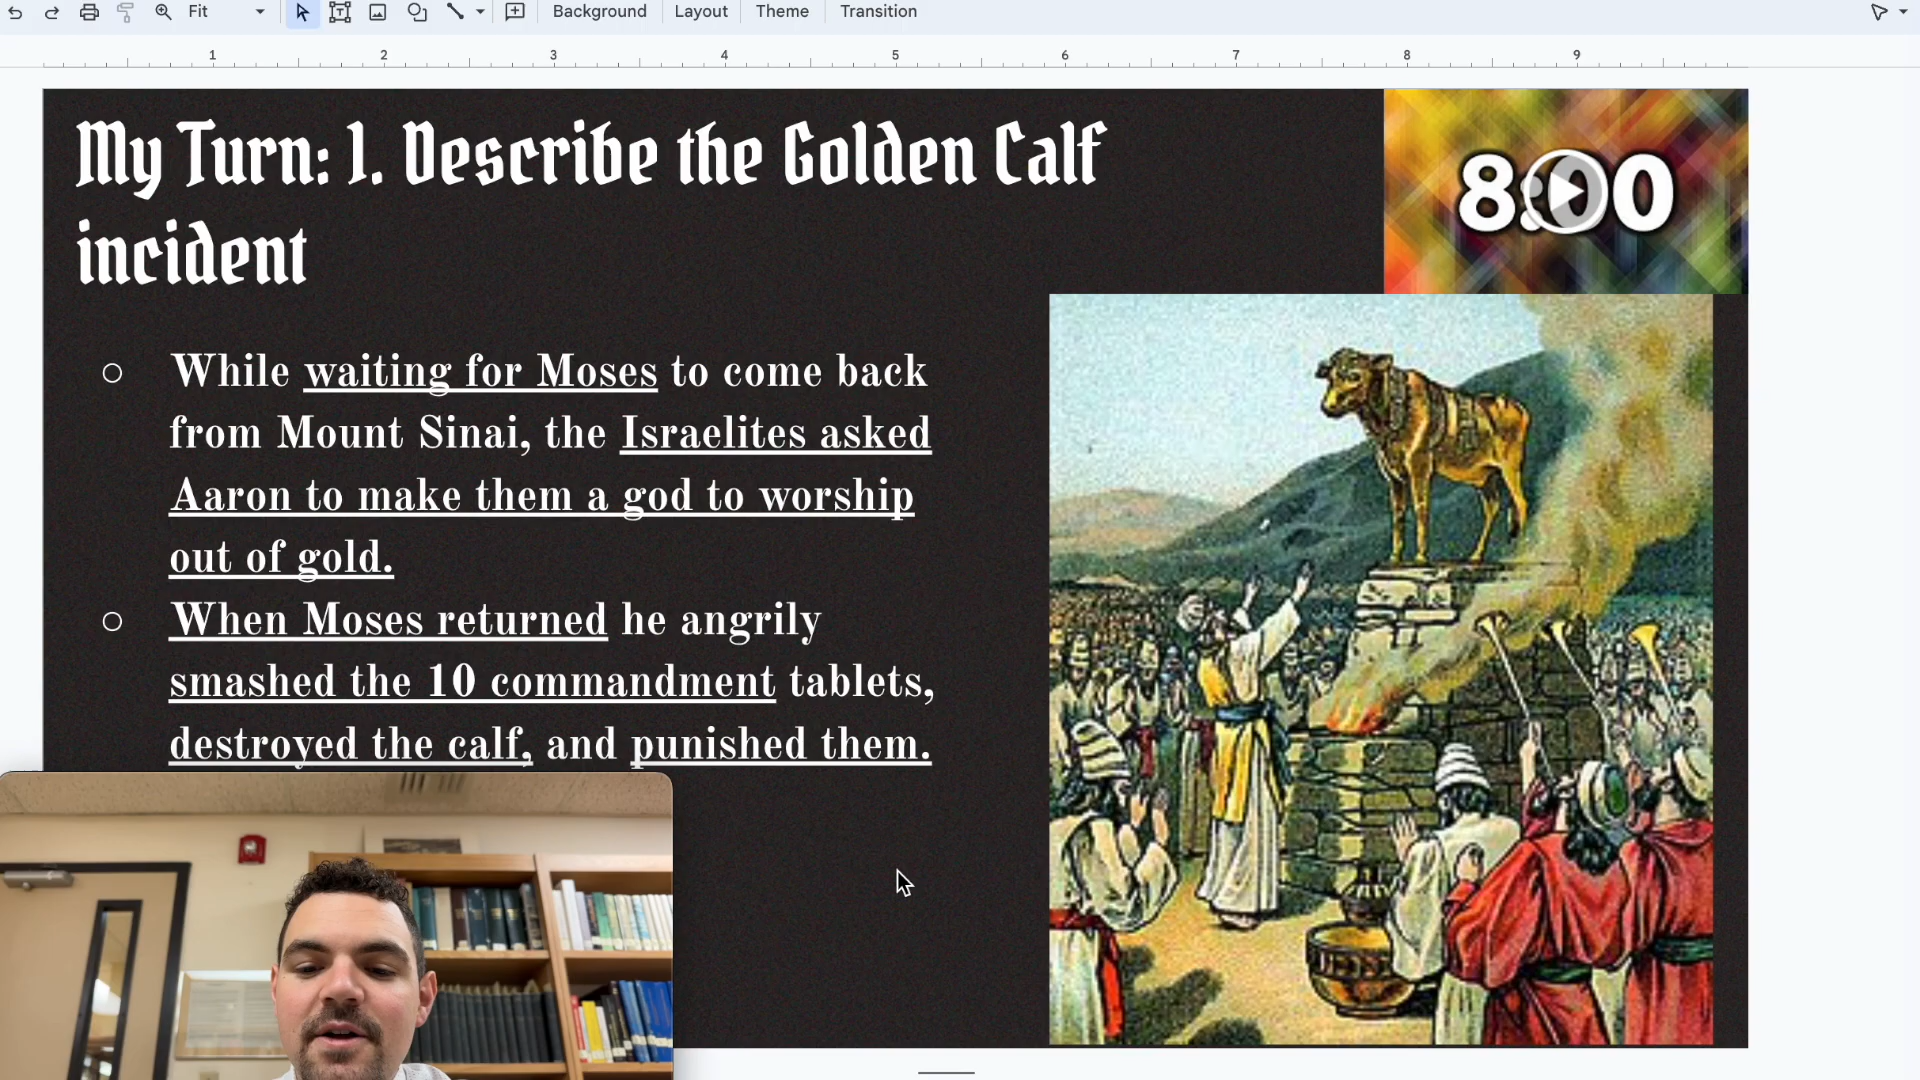 Fit
Background
Layout
Theme
Transition
1 2 3 4 5 6 7 8 9
My Turn: 1. Describe the Golden Calf
incident
8:00
While waiting for Moses to come back
from Mount Sinai, the Israelites asked
Aaron to make them a god to worship
out of gold.
When Moses returned he angrily
smashed the 10 commandment tablets,
destroyed the calf, and punished them.